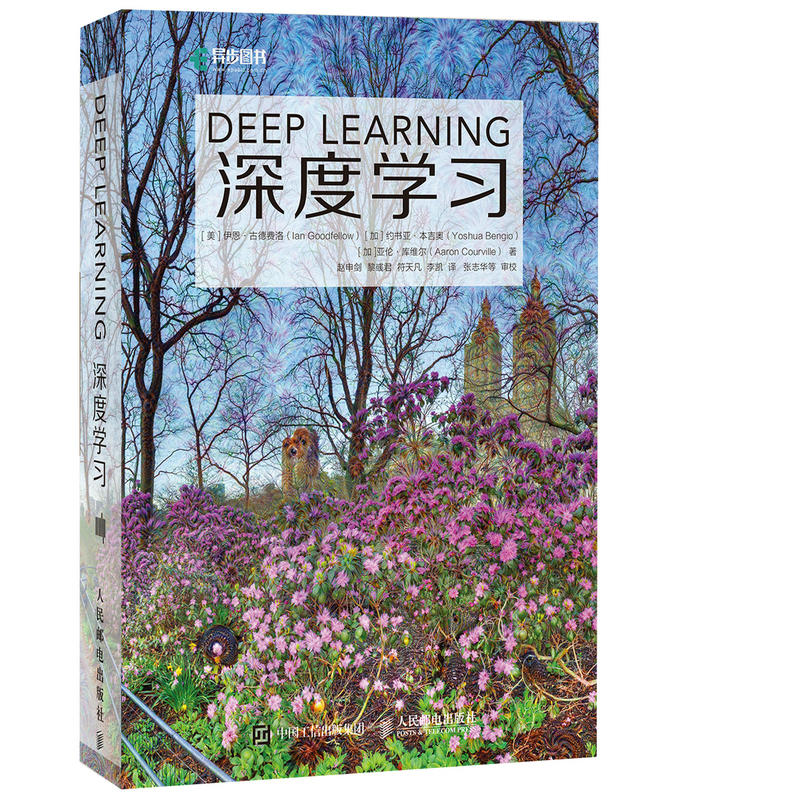 异步图书
www.epubit.com.cn
DEEP LEARNING
深度学习
[美]伊恩·古德费洛(Ian Goodfellow) [加]约书亚·本吉奥(Yoshua Bengio)
[加]亚伦·库维尔(Aaron Courville) 著
赵申剑 黎彧君 符天凡 李凯 译 张志华等 审校
中国工信出版集团
人民邮电出版社
POSTS & TELECOM PRESS
DEEP LEARNING
深度学习
人民邮电出版社